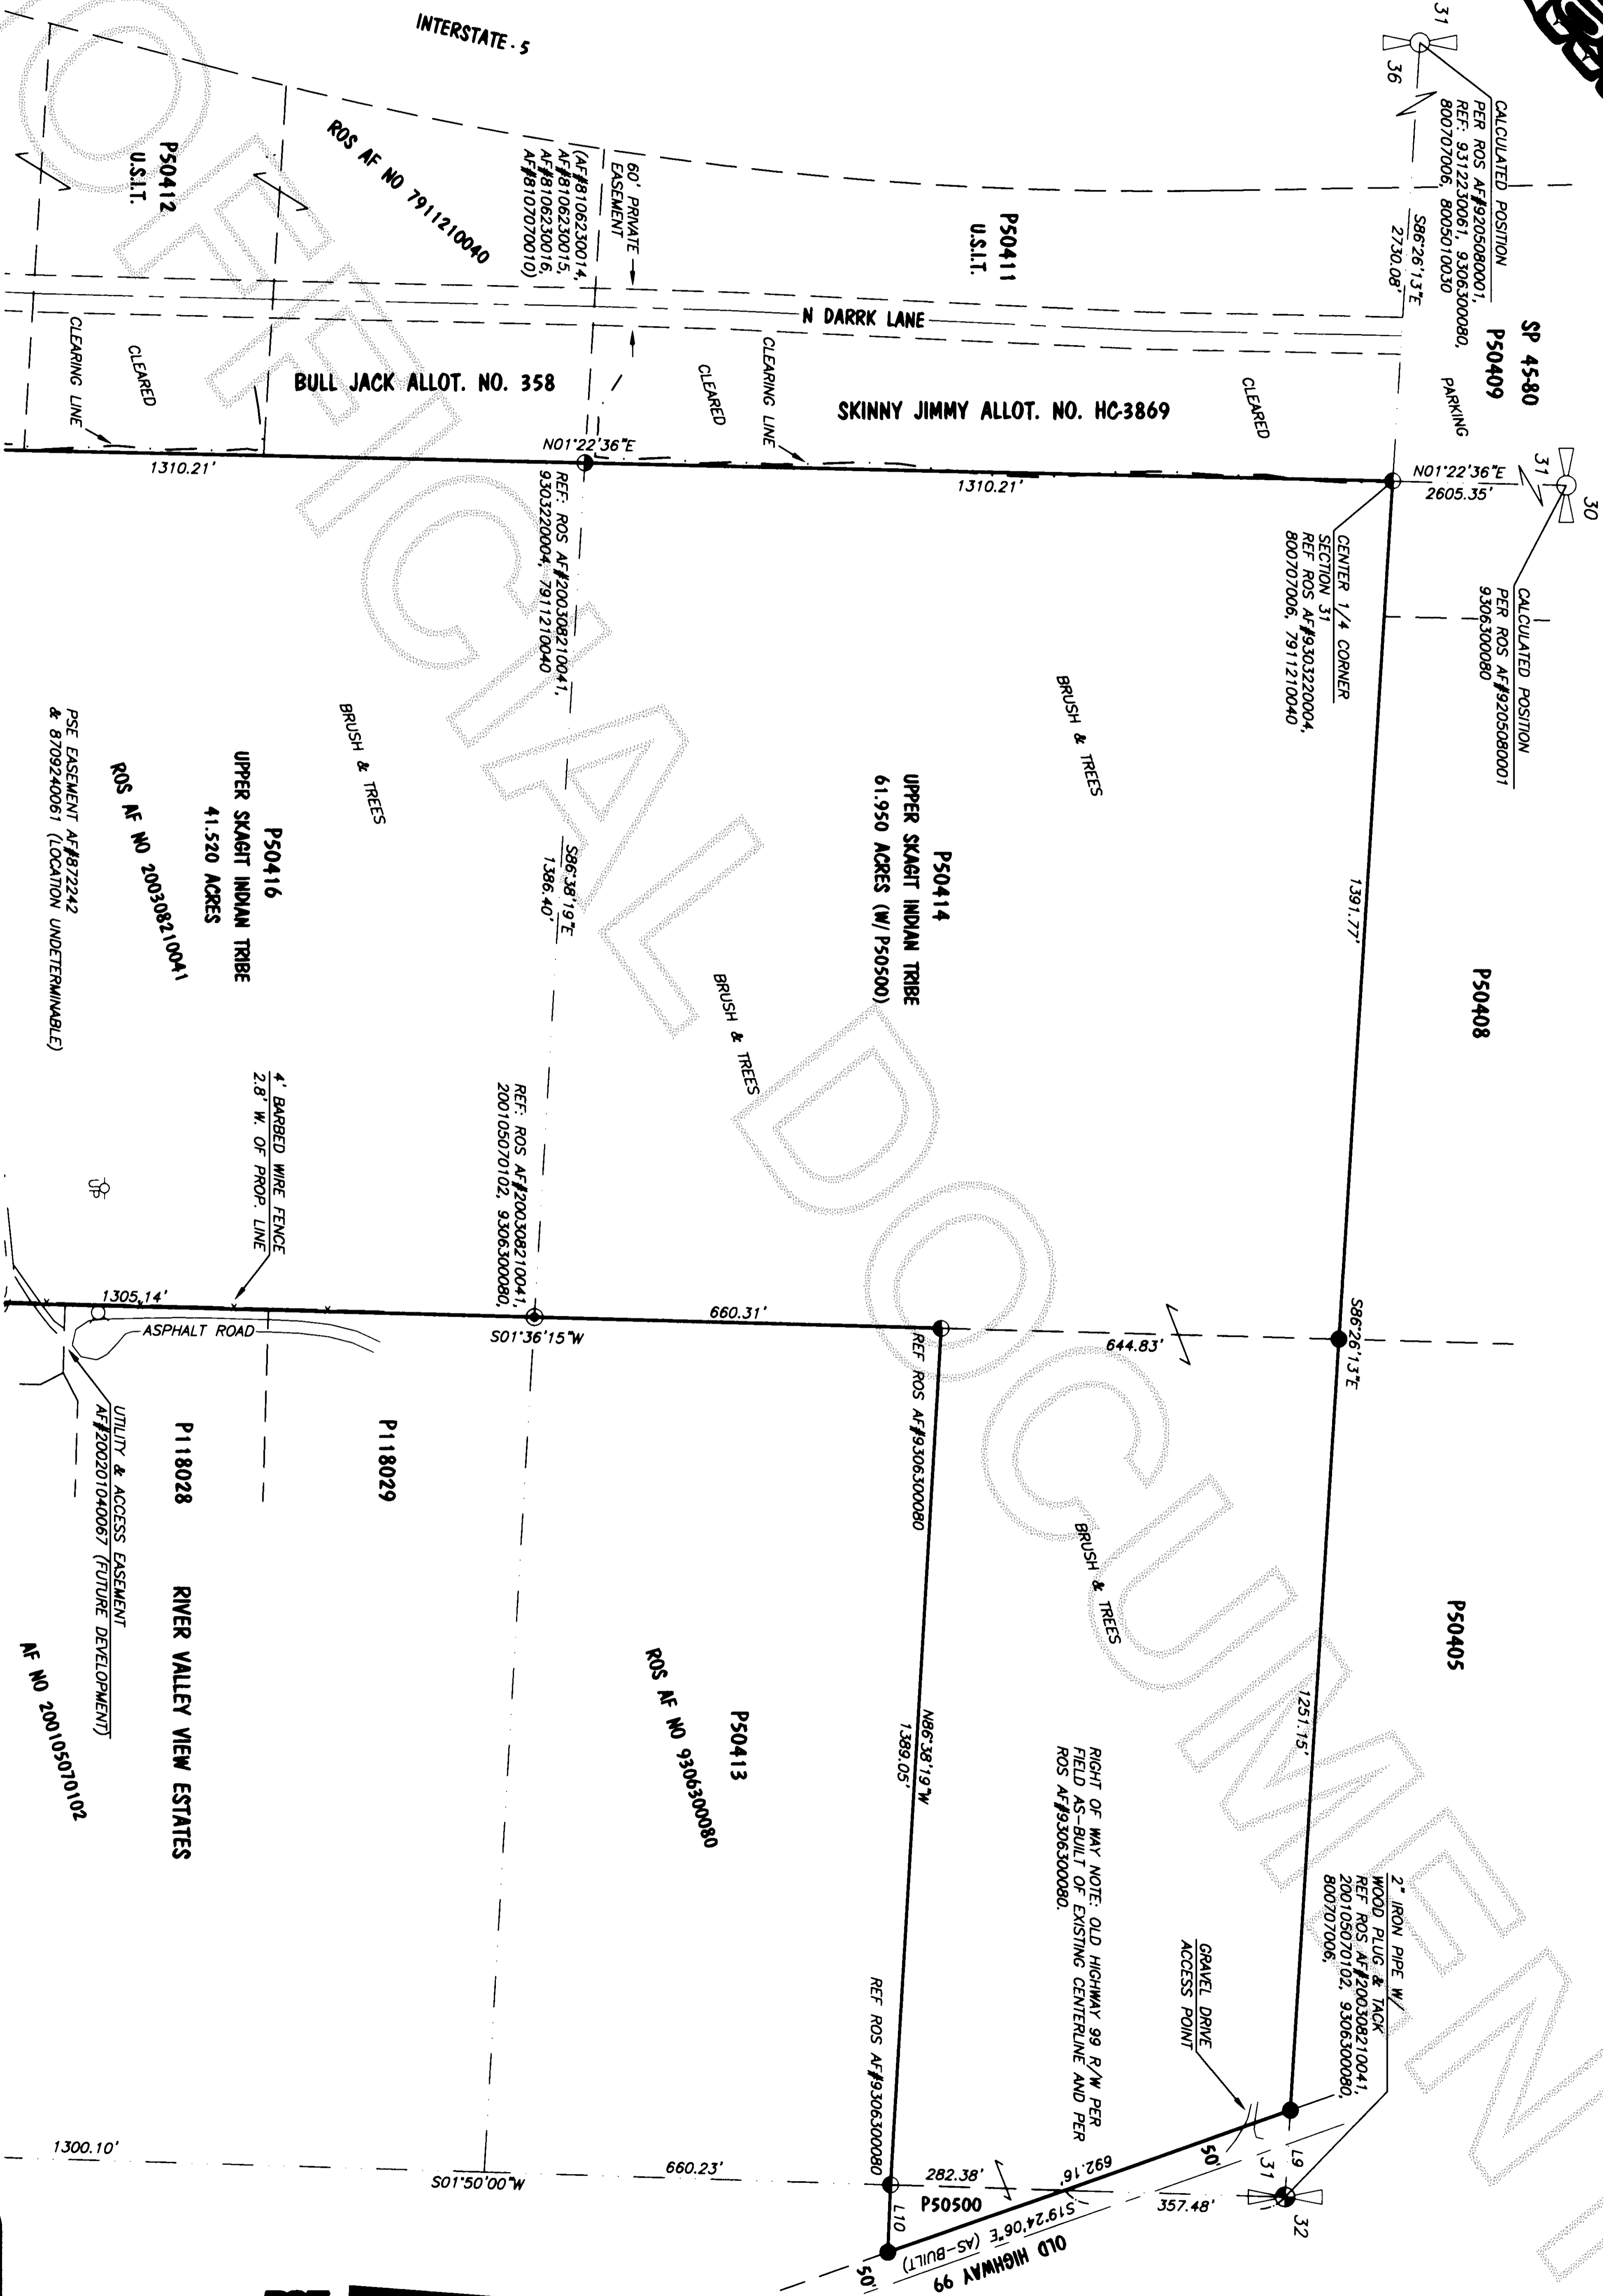 INTERSTATE - 5
31
36
CALCULATED POSITION
PER ROS AF#9205080001,
REF: 9312230061, 9306300080,
8007070​06, 8005010030
S86°26'13"E
2730.08'
SP 45-80
P50409
PARKING
31
30
N01°22'36"E
2605.35'
CALCULATED POSITION
PER ROS AF#9205080001
9306300080
CENTER 1/4 CORNER
SECTION 31
REF ROS AF#9303220004,
800707006, 7911210040
P50412
U.S.I.T.
ROS AF NO 7911210040
60' PRIVATE
EASEMENT
(AF#8106230014,
AF#8106230015,
AF#8106230016,
AF#8107070010)
P50411
U.S.I.T.
N DARRK LANE
CLEARING LINE
CLEARED
BULL JACK ALLOT. NO. 358
CLEARED
CLEARING LINE
SKINNY JIMMY ALLOT. NO. HC-3869
CLEARED
1310.21'
N01°22'36"E
1310.21'
REF: ROS AF#200308210041,
9303220004, 7911210040
BRUSH & TREES
BRUSH & TREES
P50414
UPPER SKAGIT INDIAN TRIBE
61.950 ACRES (W/ P50500)
1391.77'
P50408
S86°38'19"E
1386.40'
P50416
UPPER SKAGIT INDIAN TRIBE
41.520 ACRES
ROS AF NO 200308210041
PSE EASEMENT AF#872242
& 8709240061 (LOCATION UNDETERMINABLE)
BRUSH & TREES
4' BARBED WIRE FENCE
2.8' W. OF PROP. LINE
REF: ROS AF#200308210041,
200105070102, 9306300080,
UP
1305.14'
ASPHALT ROAD
S01°36'15"W
660.31'
644.83'
S86°26'13"E
REF ROS AF#9306300080
UTILITY & ACCESS EASEMENT
AF#200201040067 (FUTURE DEVELOPMENT)
P118028
P118029
RIVER VALLEY VIEW ESTATES
AF NO 200105070102
P50413
ROS AF NO 9306300080
BRUSH & TREES
P50405
1251.15'
N86°38'19"W
1389.05'
RIGHT OF WAY NOTE: OLD HIGHWAY 99 R/W PER
FIELD AS-BUILT OF EXISTING CENTERLINE AND PER
ROS AF#9306300080.
2" IRON PIPE W/
WOOD PLUG & TACK
REF ROS AF#200308210041,
200105070102, 9306300080,
800707006,
GRAVEL DRIVE
ACCESS POINT
REF ROS AF#9306300080
1300.10'
S01°50'00"W
660.23'
282.38'
P50500
L10
692.16'
S19°24'06"E (AS-BUILT)
OLD HIGHWAY 99
50'
50'
357.48'
L9
31
32
OFFICIAL DOCUMENT